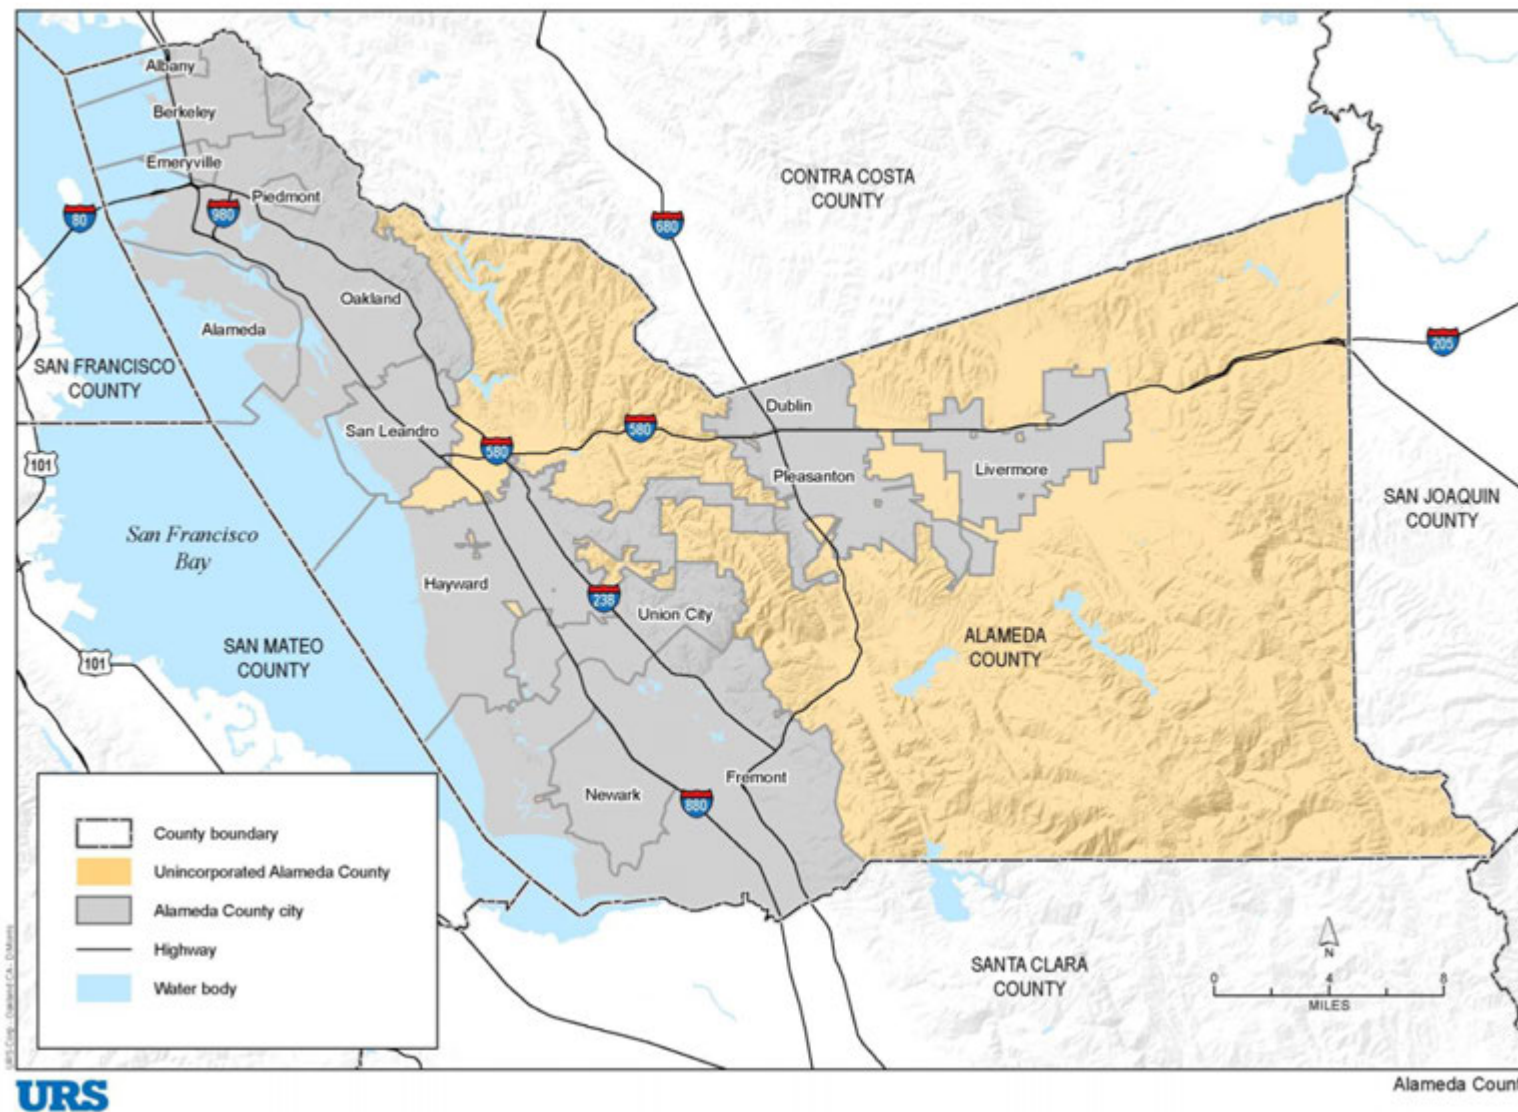 Albany
Berkeley
Emeryville
Piedmont
80
980
CONTRA COSTA
COUNTY
680
Oakland
Alameda
SAN FRANCISCO
COUNTY
205
Dublin
San Leandro
580
580
101
Pleasanton
Livermore
SAN JOAQUIN
COUNTY
San Francisco
Bay
Hayward
238
Union City
SAN MATEO
COUNTY
101
ALAMEDA
COUNTY
Fremont
Newark
880
County boundary
Unincorporated Alameda County
Alameda County city
Highway
Water body
SANTA CLARA
COUNTY
N
0 4 8
MILES
URS
Alameda Count